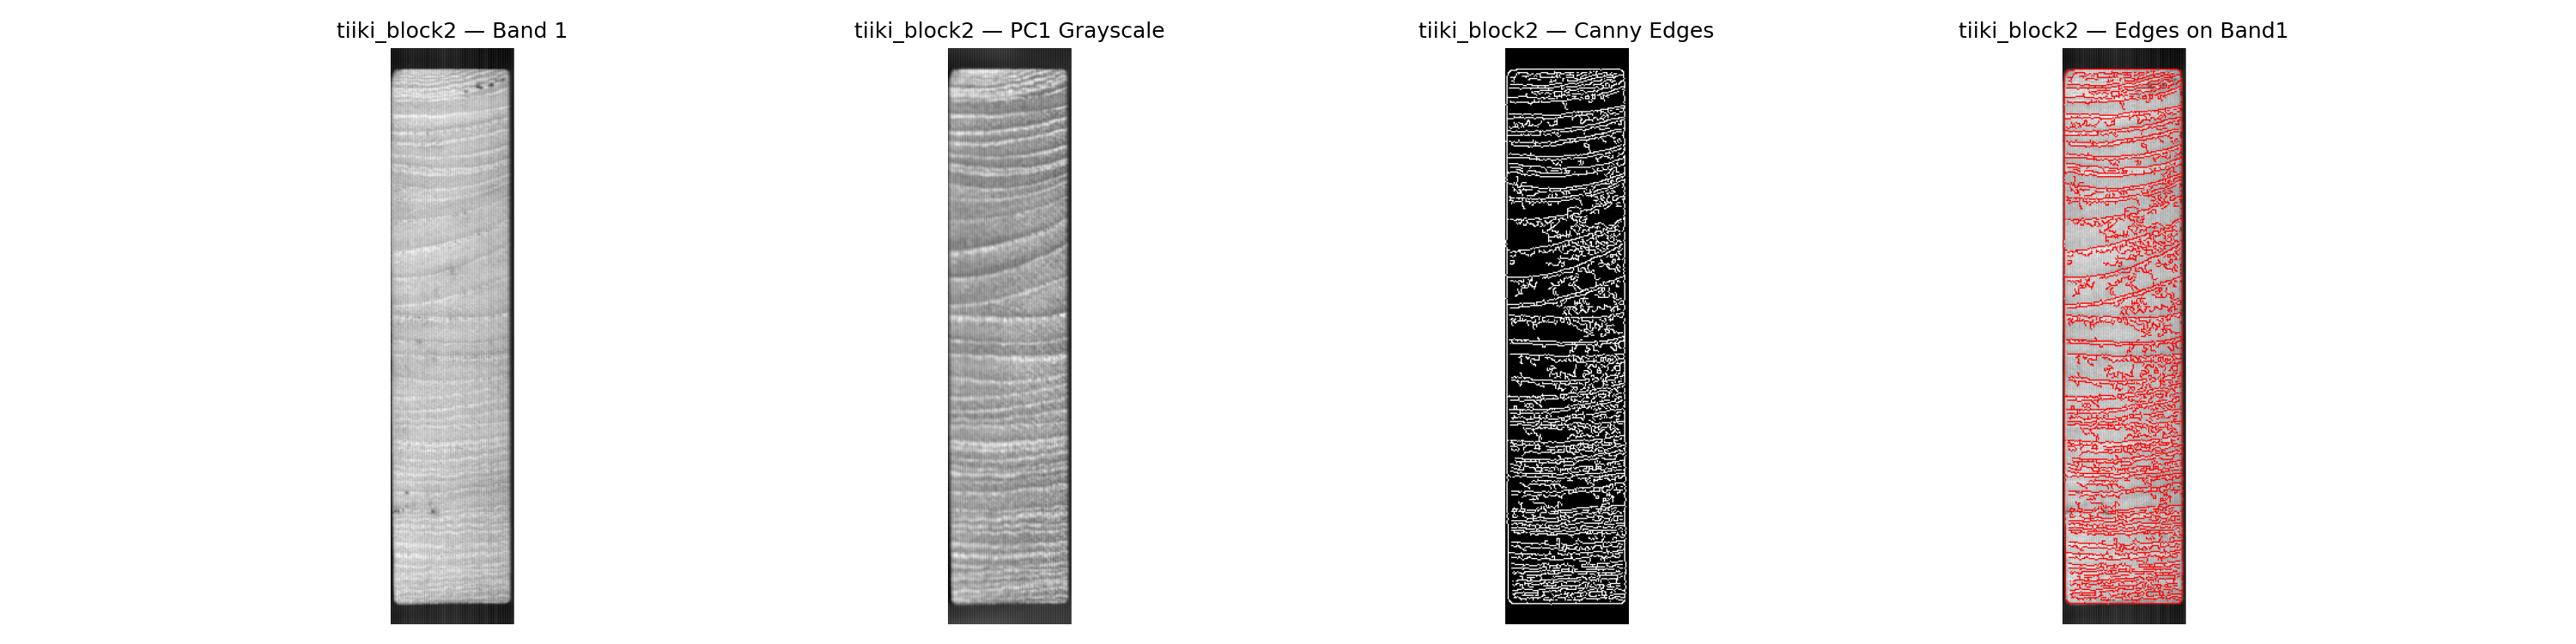 tiiki_block2 — Band 1
tiiki_block2 — PC1 Grayscale
tiiki_block2 — Canny Edges
tiiki_block2 — Edges on Band1